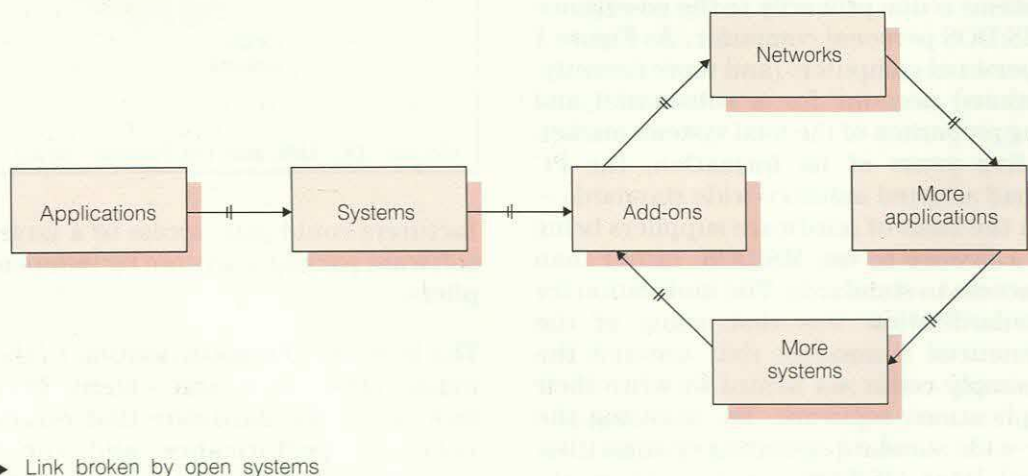 Networks
Applications
Systems
Add-ons
More
applications
More
systems
Link broken by open systems